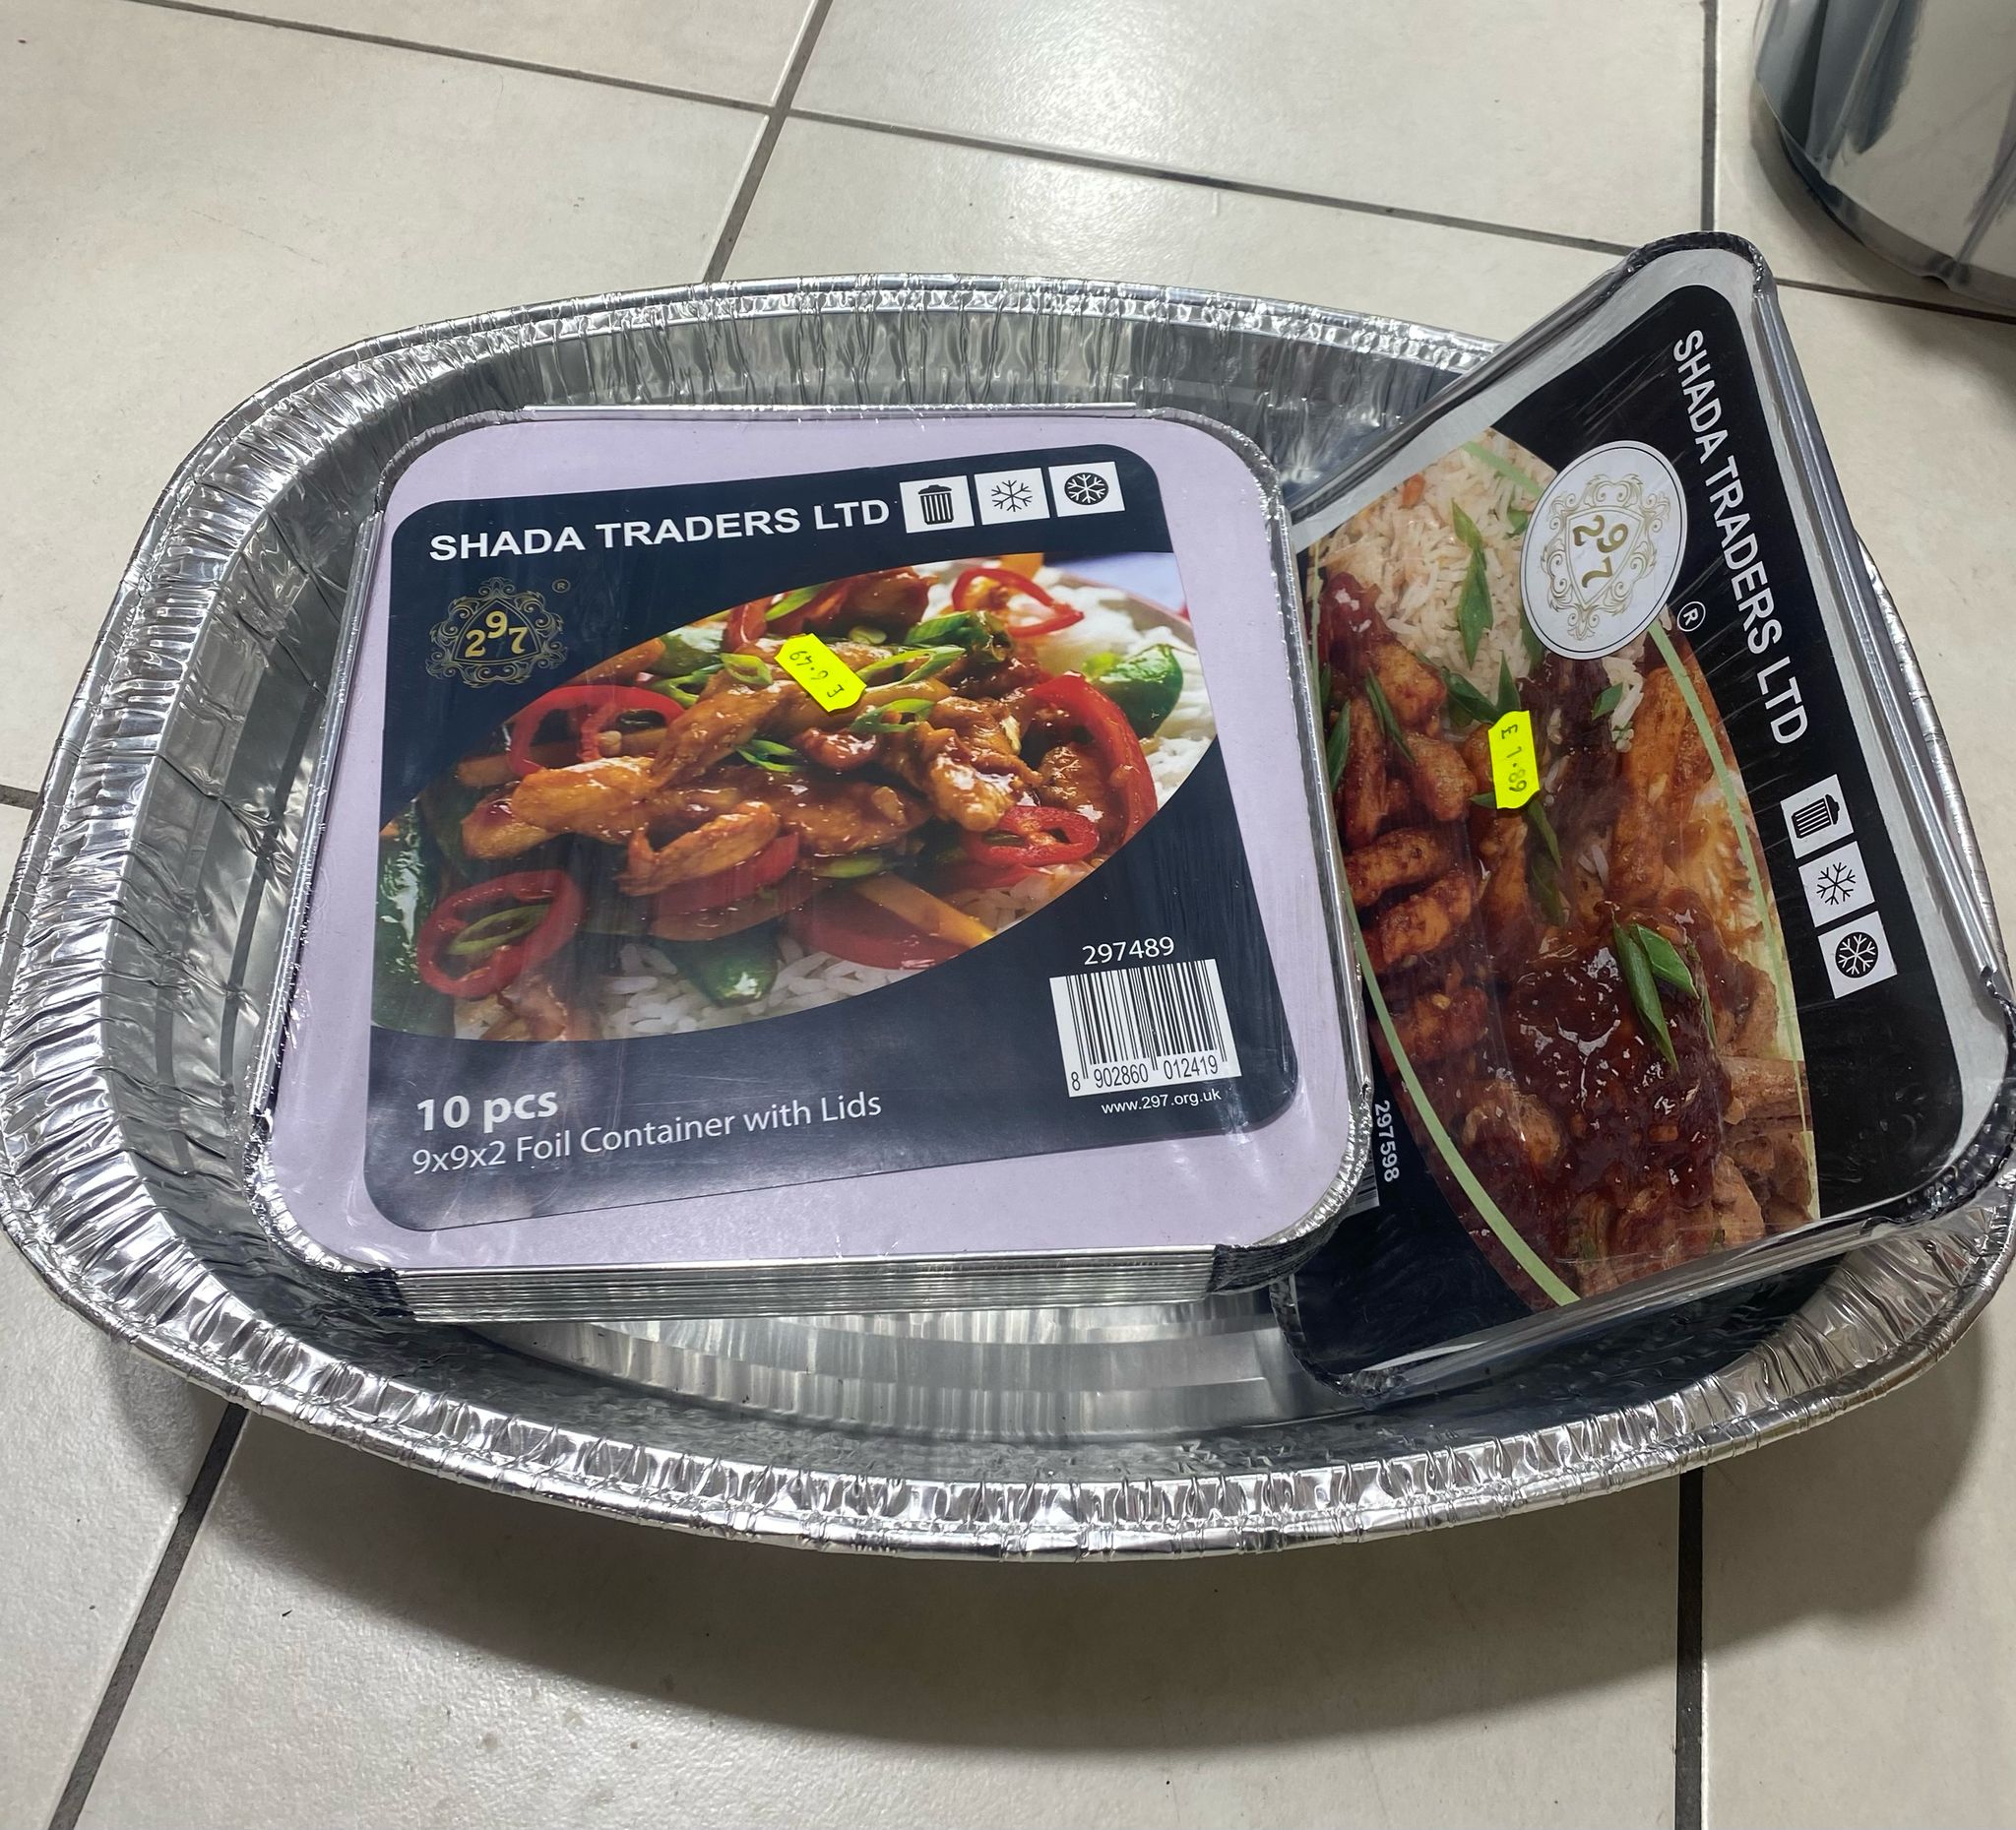 SHADA TRADERS LTD
297
®
£ 6.49
297489
8 902860 012419
www.297.org.uk
10 pcs
9x9x2 Foil Container with Lids
SHADA TRADERS LTD
297
®
£ 1.89
297598